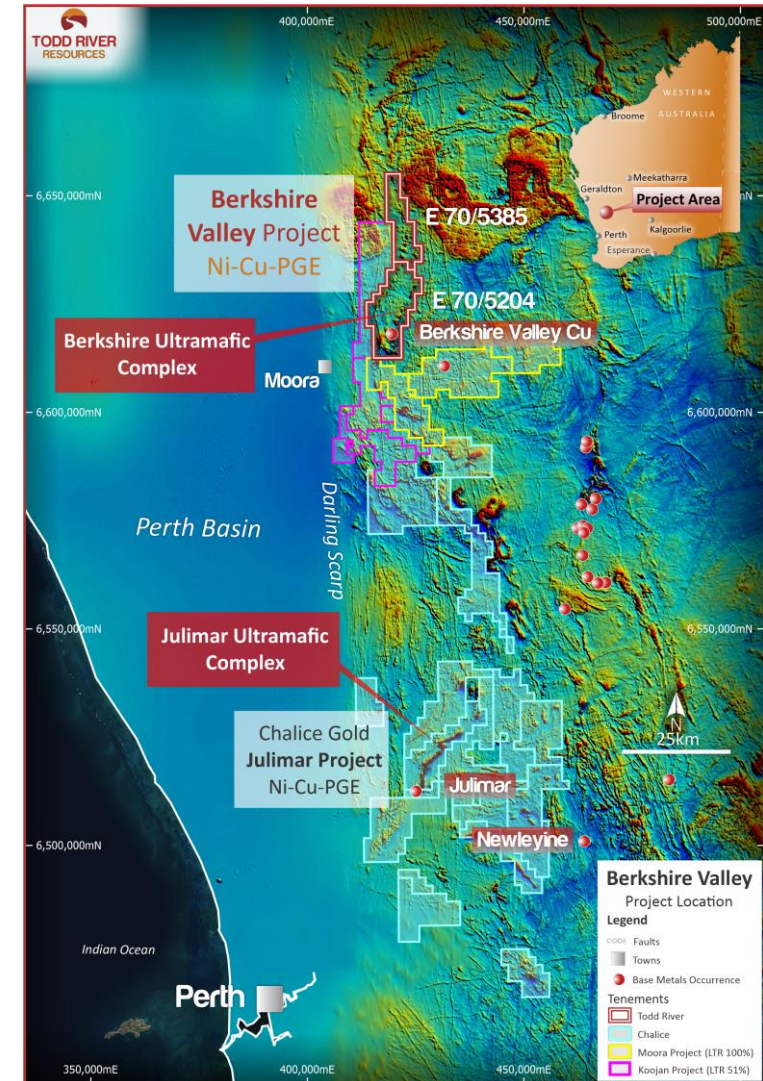 TODD RIVER
RESOURCES
400,000mE
450,000mE
500,000mE
WESTERN
AUSTRALIA
Broome
Meekatharra
Geraldton
Project Area
Perth
Kalgoorlie
Esperance
6,650,000mN
6,650,000mN
Berkshire
Valley Project
Ni-Cu-PGE
E 70/5385
E 70/5204
Berkshire Valley Cu
Berkshire Ultramafic
Complex
Moora
6,600,000mN
6,600,000mN
Darling Scarp
Perth Basin
6,550,000mN
6,550,000mN
Julimar Ultramafic
Complex
N
25km
Chalice Gold
Julimar Project
Ni-Cu-PGE
Julimar
Newleyine
6,500,000mN
Indian Ocean
Perth
350,000mE
400,000mE
450,000mE
Berkshire Valley
Project Location
Legend
Faults
Towns
Base Metals Occurrence
Tenements
Todd River
Chalice
Moora Project (LTR 100%)
Koojan Project (LTR 51%)